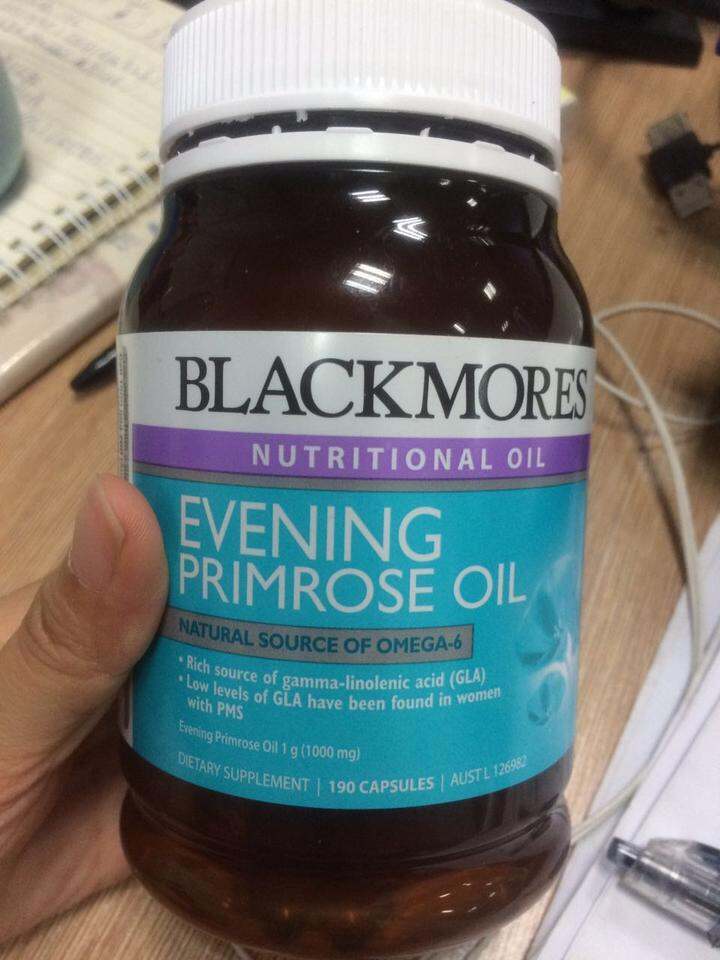 BLACKMORES
NUTRITIONAL OIL
EVENING
PRIMROSE OIL
NATURAL SOURCE OF OMEGA-6
• Rich source of gamma-linolenic acid (GLA)
• Low levels of GLA have been found in women
with PMS
Evening Primrose Oil 1 g (1000 mg)
DIETARY SUPPLEMENT | 190 CAPSULES | AUST L 126982